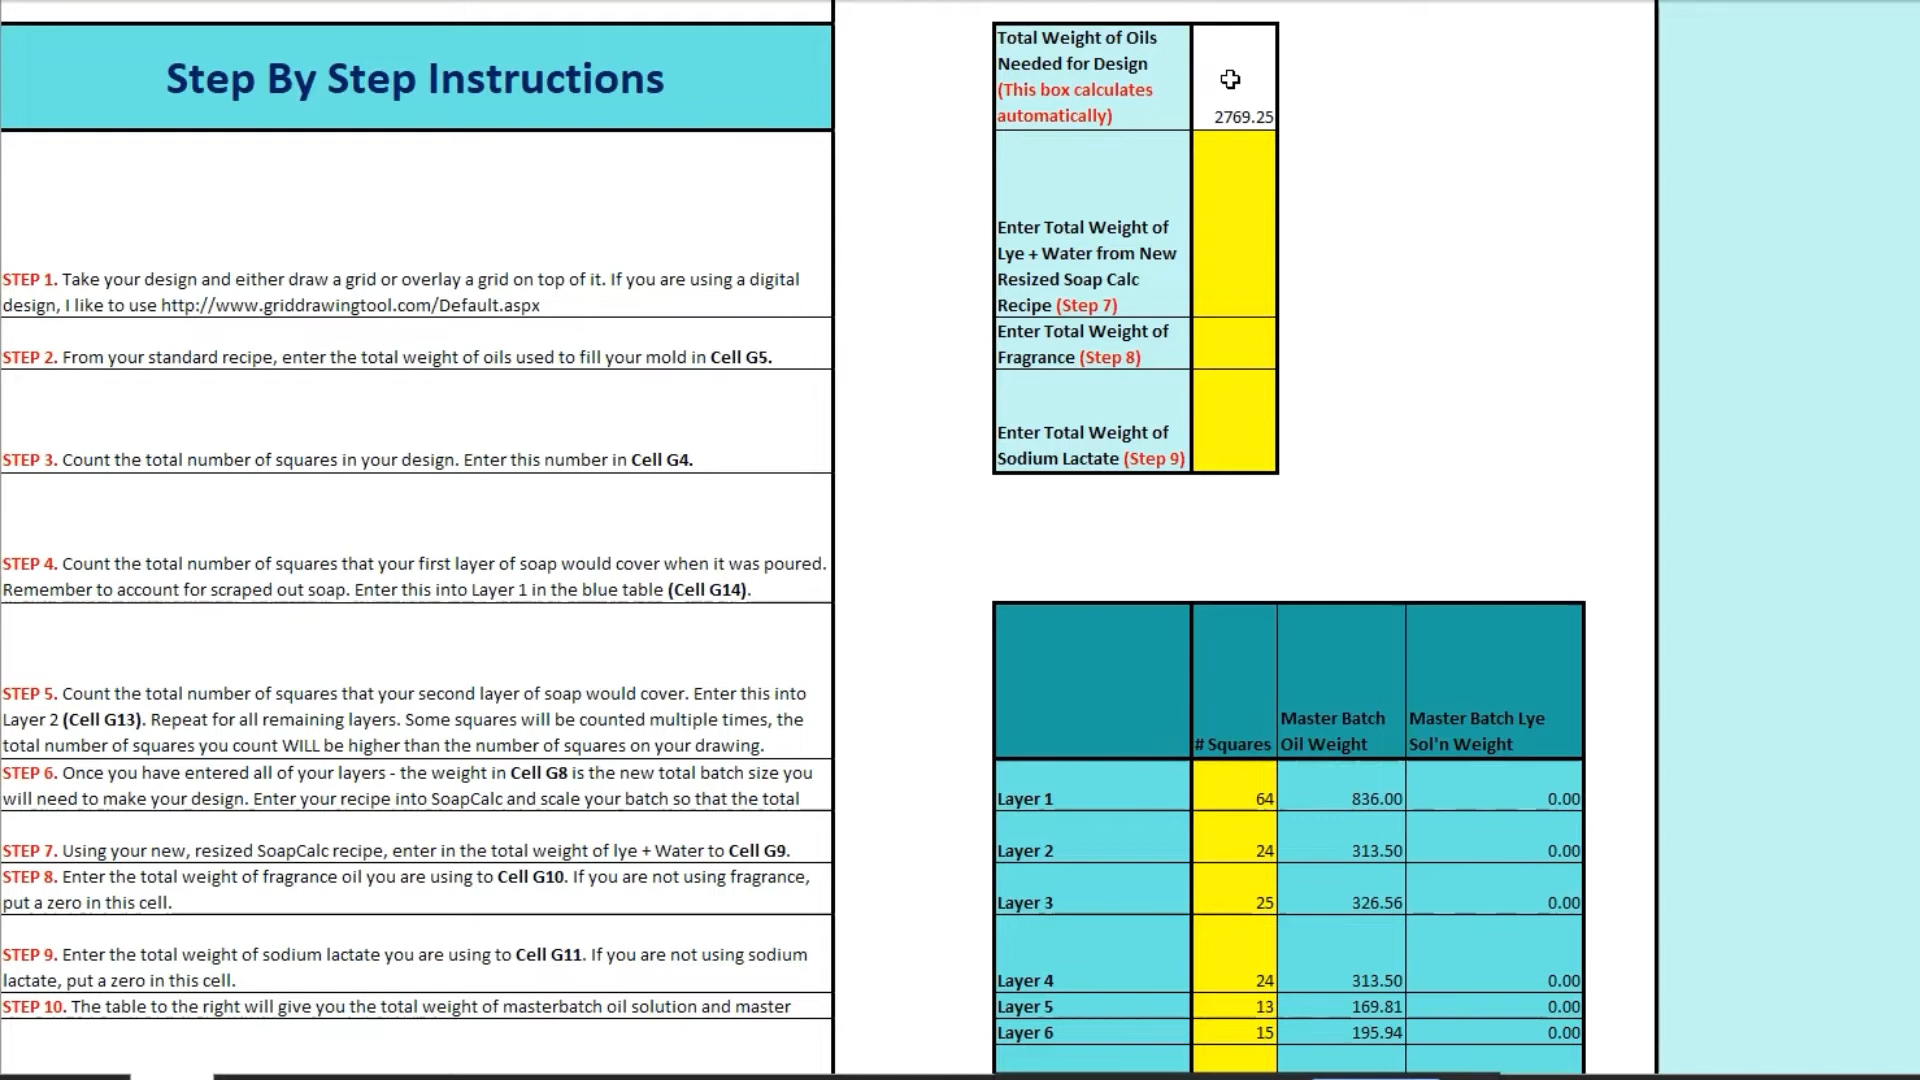 Step By Step Instructions
STEP 1. Take your design and either draw a grid or overlay a grid on top of it. If you are using a digital
design, I like to use http://www.griddrawingtool.com/Default.aspx
STEP 2. From your standard recipe, enter the total weight of oils used to fill your mold in Cell G5.
STEP 3. Count the total number of squares in your design. Enter this number in Cell G4.
STEP 4. Count the total number of squares that your first layer of soap would cover when it was poured.
Remember to account for scraped out soap. Enter this into Layer 1 in the blue table (Cell G14).
STEP 5. Count the total number of squares that your second layer of soap would cover. Enter this into
Layer 2 (Cell G13). Repeat for all remaining layers. Some squares will be counted multiple times, the
total number of squares you count WILL be higher than the number of squares on your drawing.
STEP 6. Once you have entered all of your layers - the weight in Cell G8 is the new total batch size you
will need to make your design. Enter your recipe into SoapCalc and scale your batch so that the total
STEP 7. Using your new, resized SoapCalc recipe, enter in the total weight of lye + Water to Cell G9.
STEP 8. Enter the total weight of fragrance oil you are using to Cell G10. If you are not using fragrance,
put a zero in this cell.
STEP 9. Enter the total weight of sodium lactate you are using to Cell G11. If you are not using sodium
lactate, put a zero in this cell.
STEP 10. The table to the right will give you the total weight of masterbatch oil solution and master
Total Weight of Oils
Needed for Design
(This box calculates
automatically)
2769.25
Enter Total Weight of
Lye + Water from New
Resized Soap Calc
Recipe (Step 7)
Enter Total Weight of
Fragrance (Step 8)
Enter Total Weight of
Sodium Lactate (Step 9)
# Squares
Master Batch
Oil Weight
Master Batch Lye
Sol'n Weight
Layer 1 64 836.00 0.00
Layer 2 24 313.50 0.00
Layer 3 25 326.56 0.00
Layer 4 24 313.50 0.00
Layer 5 13 169.81 0.00
Layer 6 15 195.94 0.00